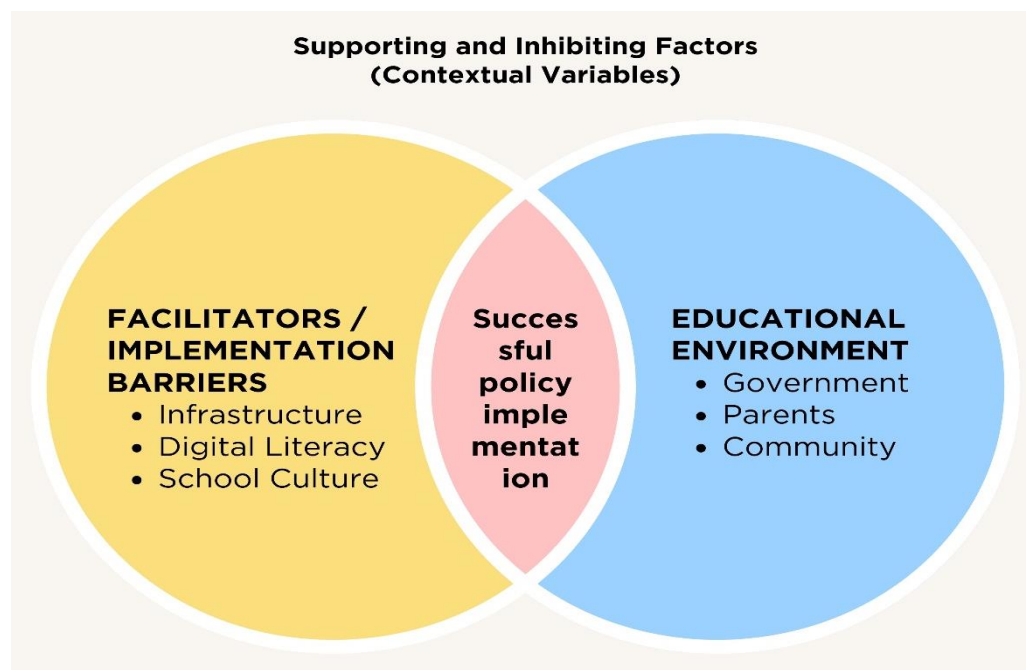 Supporting and Inhibiting Factors
(Contextual Variables)
FACILITATORS /
IMPLEMENTATION
BARRIERS
• Infrastructure
• Digital Literacy
• School Culture
Succes
sful
policy
imple
mentat
ion
EDUCATIONAL
ENVIRONMENT
• Government
• Parents
• Community